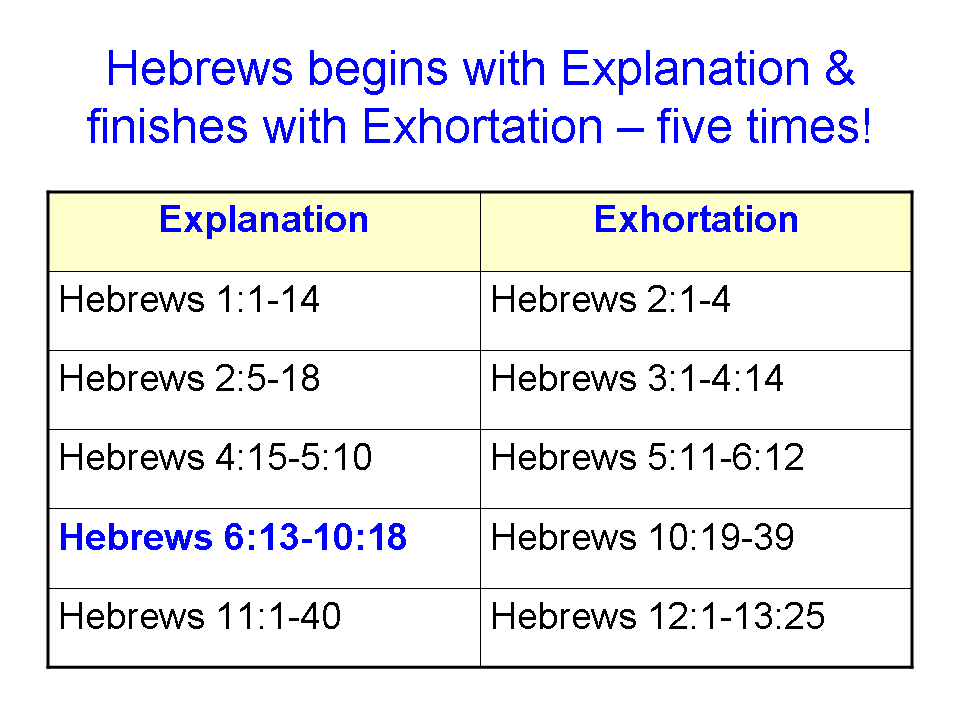 Hebrews begins with Explanation &
finishes with Exhortation – five times!
Explanation Exhortation
Hebrews 1:1-14 Hebrews 2:1-4
Hebrews 2:5-18 Hebrews 3:1-4:14
Hebrews 4:15-5:10 Hebrews 5:11-6:12
Hebrews 6:13-10:18 Hebrews 10:19-39
Hebrews 11:1-40 Hebrews 12:1-13:25